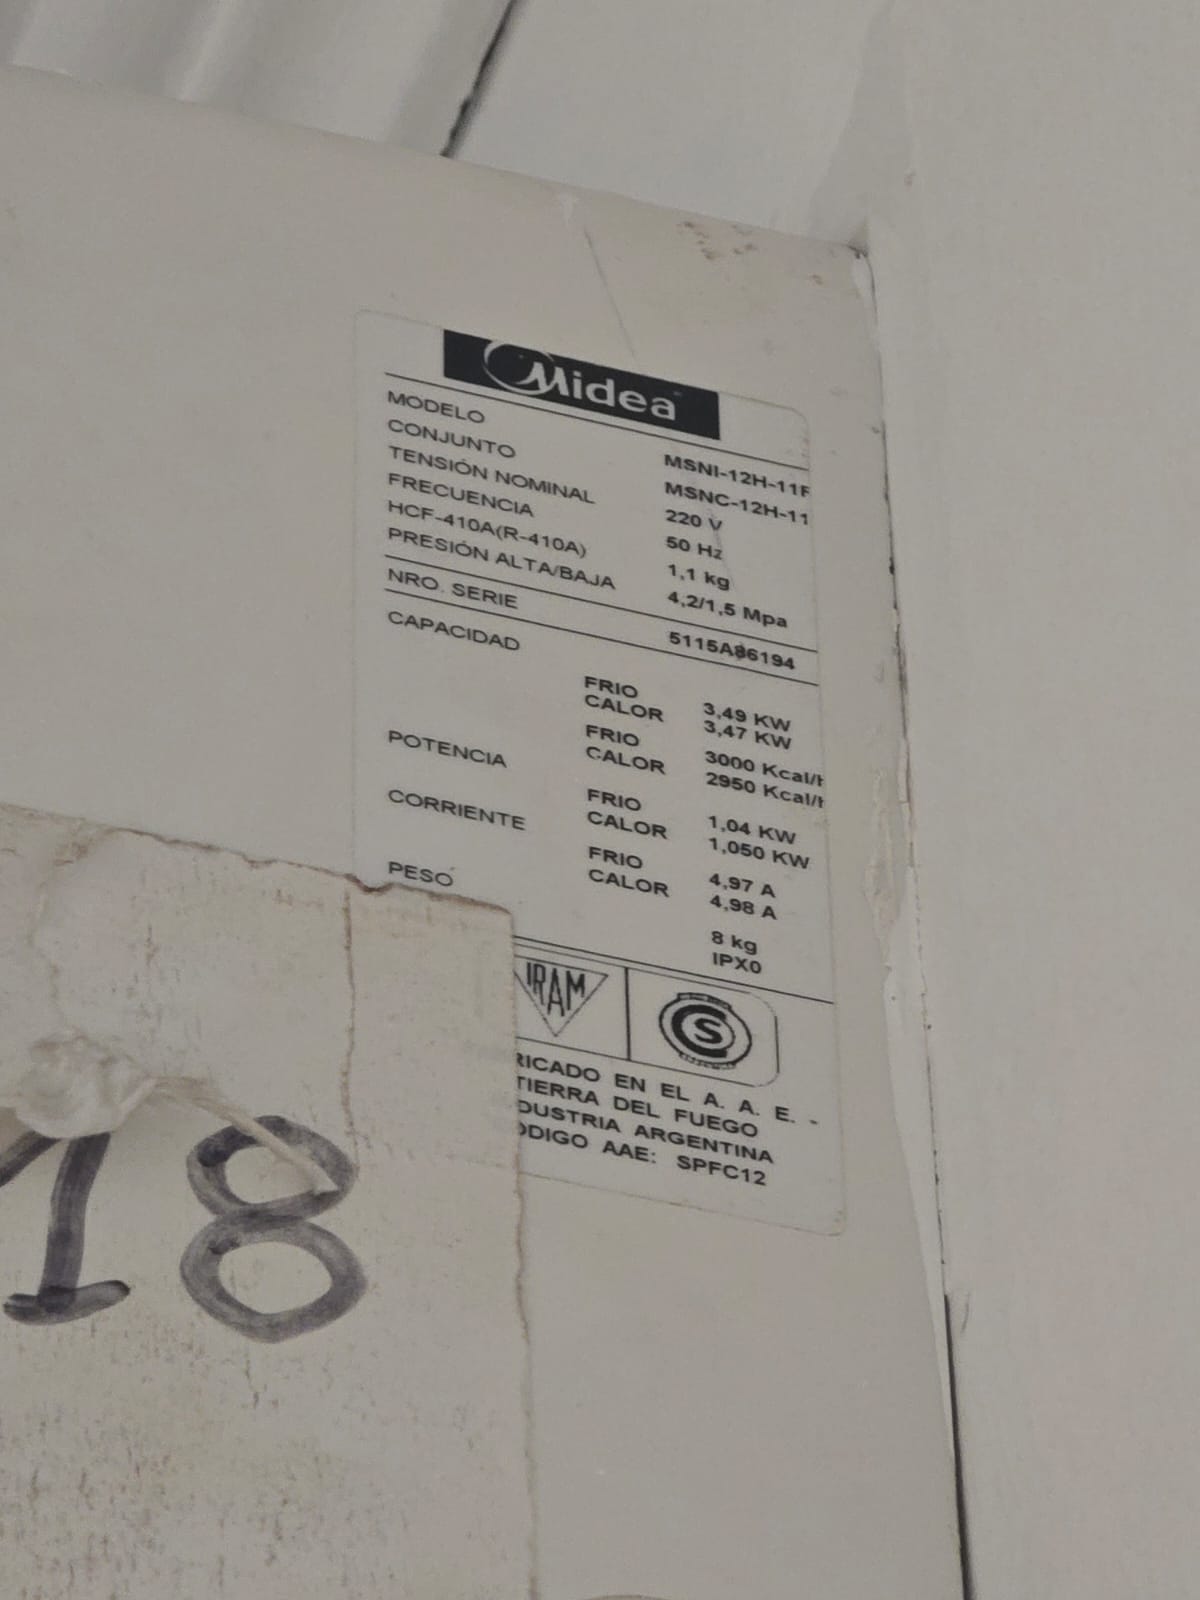 Midea
MODELO MSNI-12H-11F
CONJUNTO MSNC-12H-11
TENSIÓN NOMINAL 220 V
FRECUENCIA 50 Hz
HCF-410A(R-410A) 1,1 kg
PRESIÓN ALTA/BAJA 4,2/1,5 Mpa
NRO. SERIE 5115A86194
CAPACIDAD
FRIO 3,49 KW
CALOR 3,47 KW
FRIO 3000 Kcal/h
CALOR 2950 Kcal/h
POTENCIA
FRIO 1,04 KW
CALOR 1,050 KW
CORRIENTE
FRIO 4,97 A
CALOR 4,98 A
PESO 8 kg
IPX0
IRAM
S
RICADO EN EL A. A. E. -
TIERRA DEL FUEGO
DUSTRIA ARGENTINA
ODIGO AAE: SPFC12
18